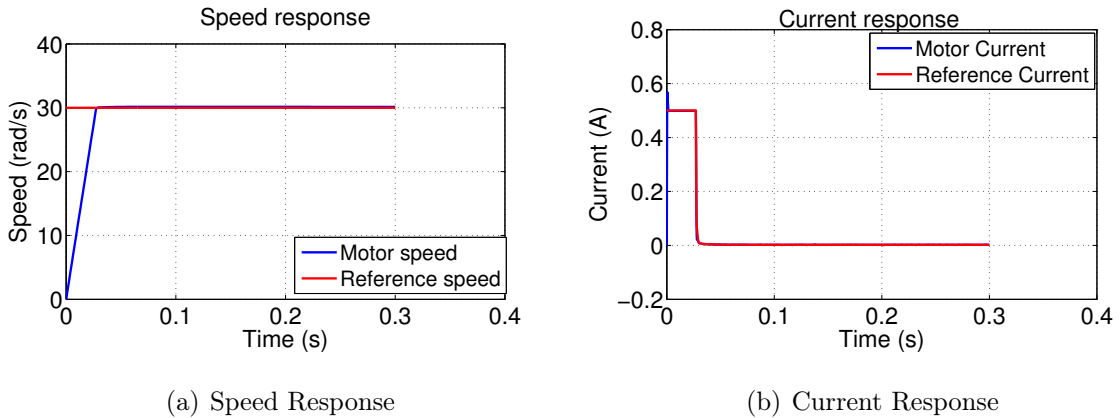 Speed response
40
30
20
10
0
0 0.1 0.2 0.3 0.4
Speed (rad/s)
Time (s)
Motor speed
Reference speed
(a) Speed Response
Current response
0.8
0.6
0.4
0.2
0
−0.2
0 0.1 0.2 0.3 0.4
Current (A)
Time (s)
Motor Current
Reference Current
(b) Current Response